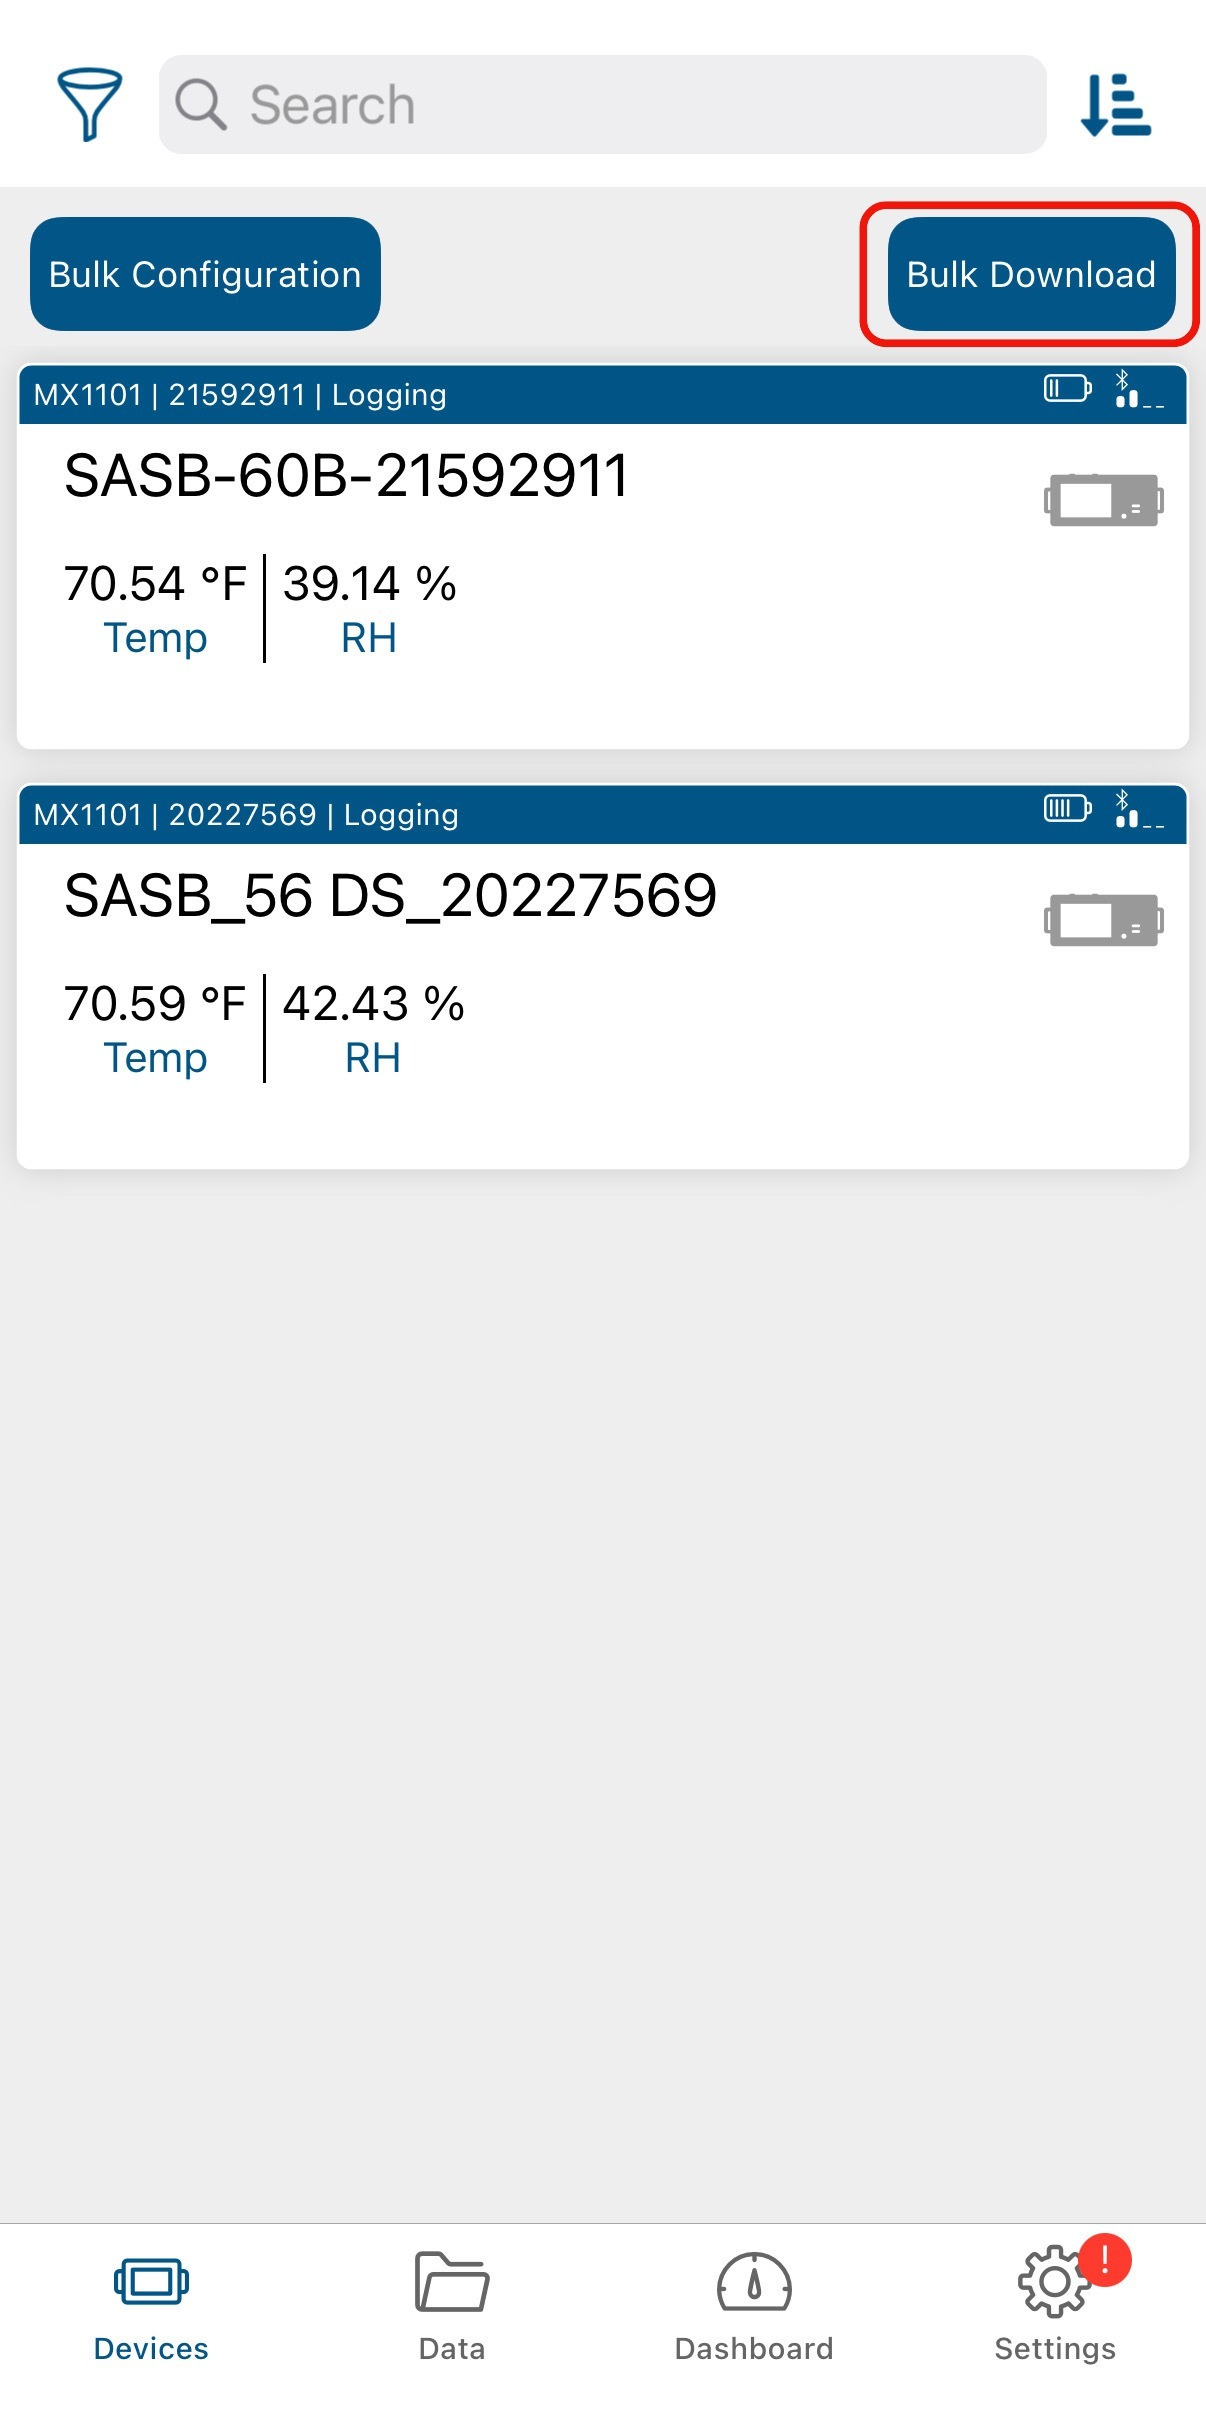 Search
Bulk Configuration
Bulk Download
MX1101 | 21592911 | Logging
SASB-60B-21592911
70.54 °F | 39.14 %
Temp RH
MX1101 | 20227569 | Logging
SASB_56 DS_20227569
70.59 °F | 42.43 %
Temp RH
!
Devices Data Dashboard Settings